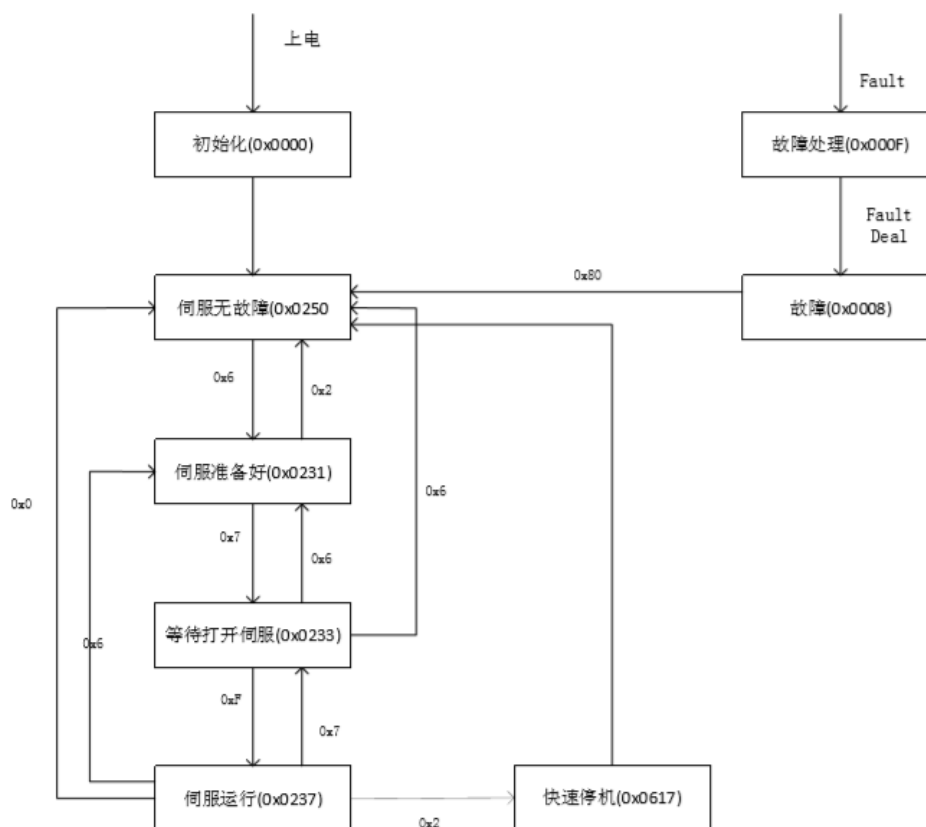 上电
Fault
初始化(0x0000)
故障处理(0x000F)
Fault
Deal
0x80
伺服无故障(0x0250
故障(0x0008)
0x6
0x2
伺服准备好(0x0231)
0x0
0x6
0x7
0x6
等待打开伺服(0x0233)
0x6
0xF
0x7
伺服运行(0x0237)
快速停机(0x0617)
0x2